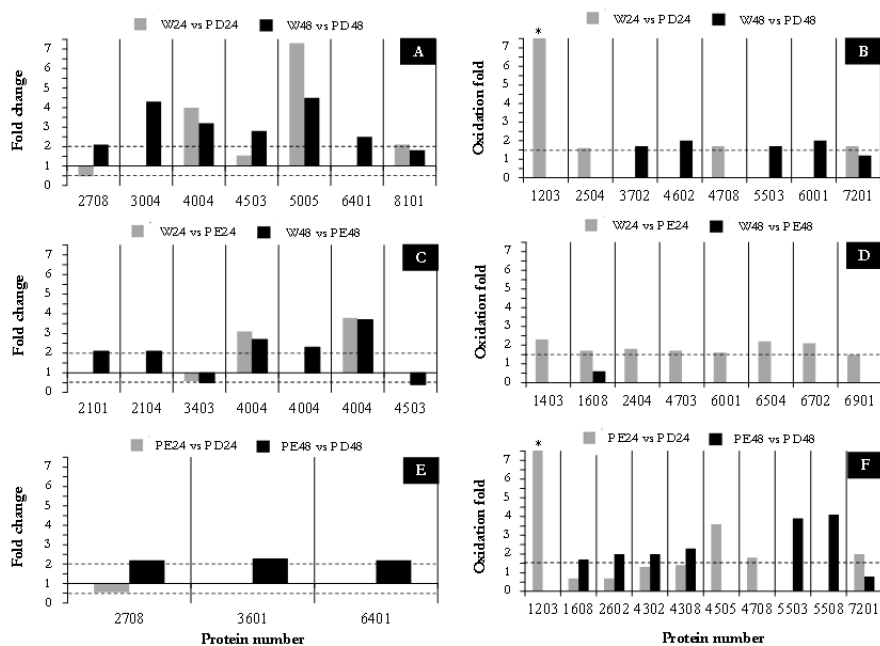 W24 vs PD24 W48 vs PD48
A
Fold change
7
6
5
4
3
2
1
0
2708 3004 4004 4503 5005 6401 8101
W24 vs PD24 W48 vs PD48
B
*
Oxidation fold
7
6
5
4
3
2
1
0
1203 2504 3702 4602 4708 5503 6001 7201
W24 vs PE24 W48 vs PE48
C
Fold change
7
6
5
4
3
2
1
0
2101 2104 3403 4004 4004 4004 4503
W24 vs PE24 W48 vs PE48
D
Oxidation fold
7
6
5
4
3
2
1
0
1403 1608 2404 4703 6001 6504 6702 6901
PE24 vs PD24 PE48 vs PD48
E
Fold change
7
6
5
4
3
2
1
0
2708 3601 6401
Protein number
PE24 vs PD24 PE48 vs PD48
F
*
Oxidation fold
7
6
5
4
3
2
1
0
1203 1608 2602 4302 4308 4505 4708 5503 5508 7201
Protein number